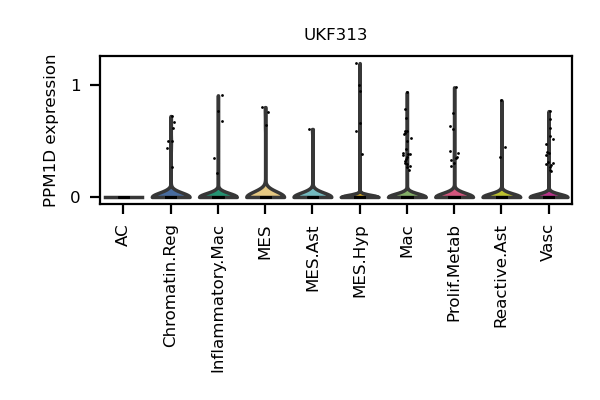 UKF313
PPM1D expression
1
0
AC
Chromatin.Reg
Inflammatory.Mac
MES
MES.Ast
MES.Hyp
Mac
Prolif.Metab
Reactive.Ast
Vasc